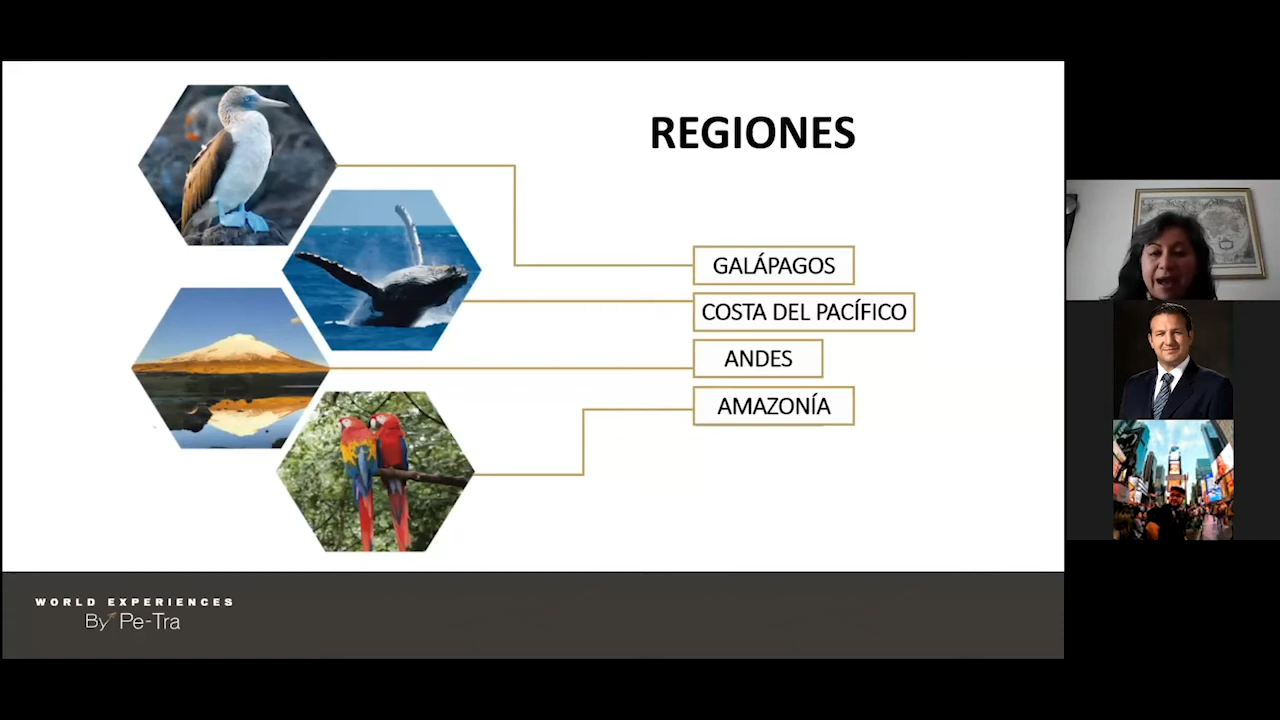 REGIONES
GALÁPAGOS
COSTA DEL PACÍFICO
ANDES
AMAZONÍA
WORLD EXPERIENCES
By Pe-Tra